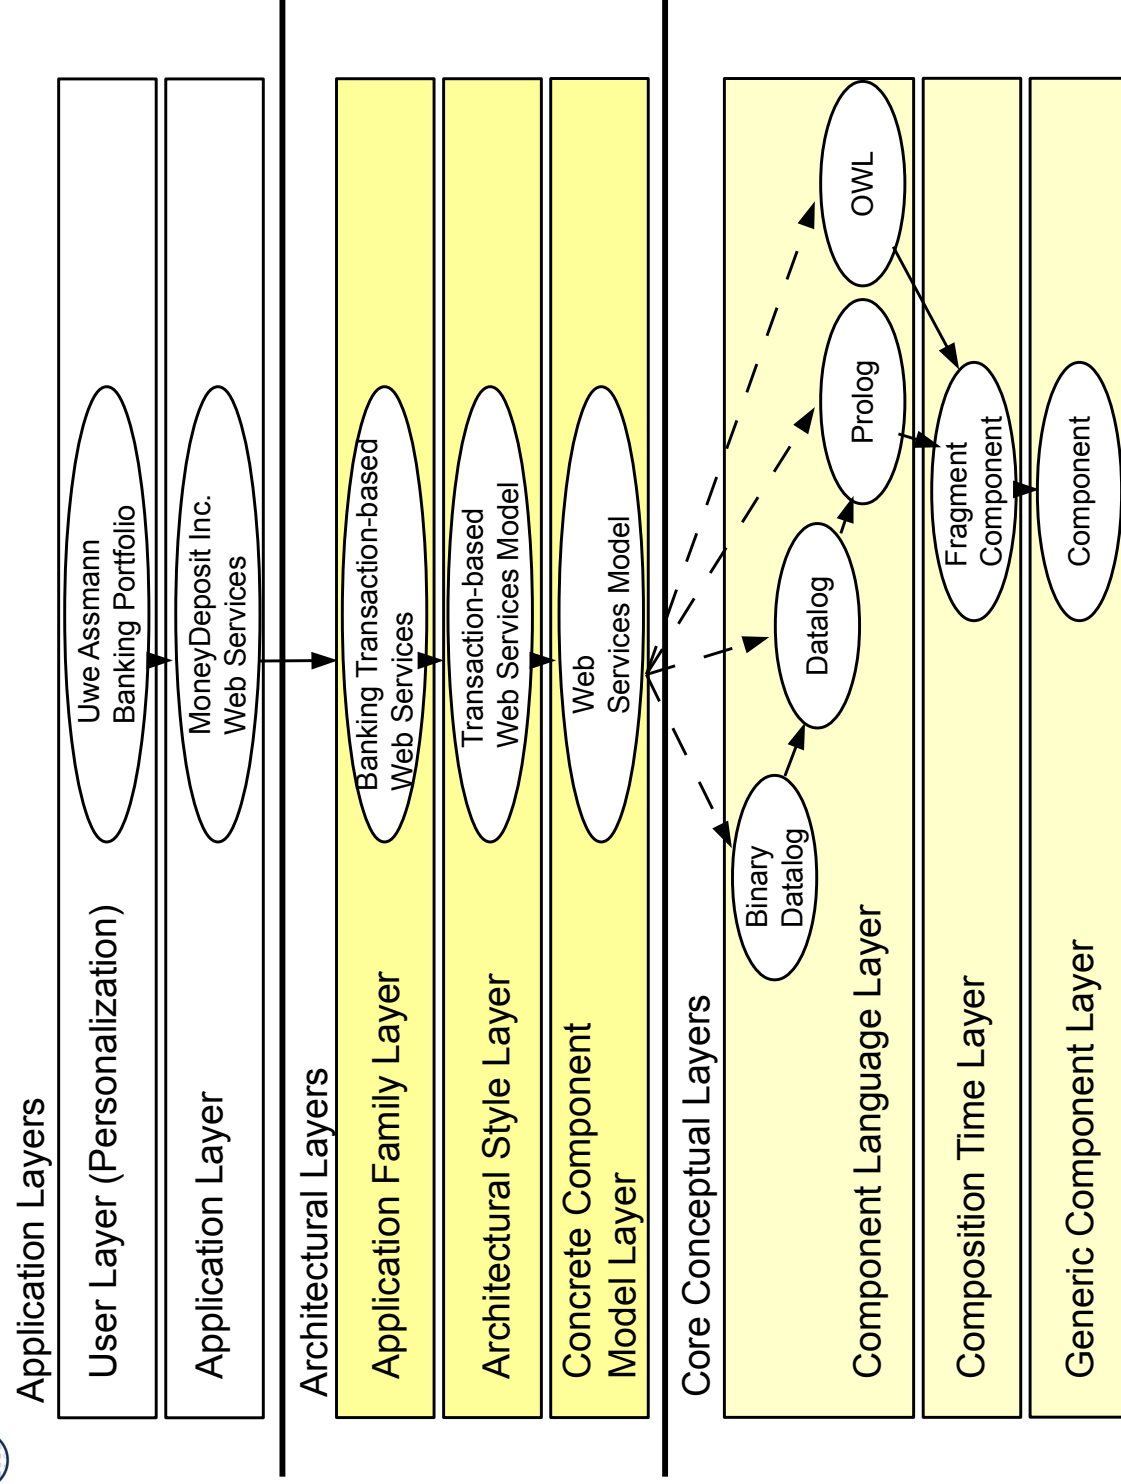 Application Layers
User Layer (Personalization)
Uwe Assmann
Banking Portfolio
Application Layer
MoneyDeposit Inc.
Web Services
Architectural Layers
Application Family Layer
Banking Transaction-based
Web Services
Architectural Style Layer
Transaction-based
Web Services Model
Concrete Component
Model Layer
Web
Services Model
Core Conceptual Layers
Component Language Layer
Binary
Datalog
Datalog
Prolog
OWL
Composition Time Layer
Fragment
Component
Generic Component Layer
Component